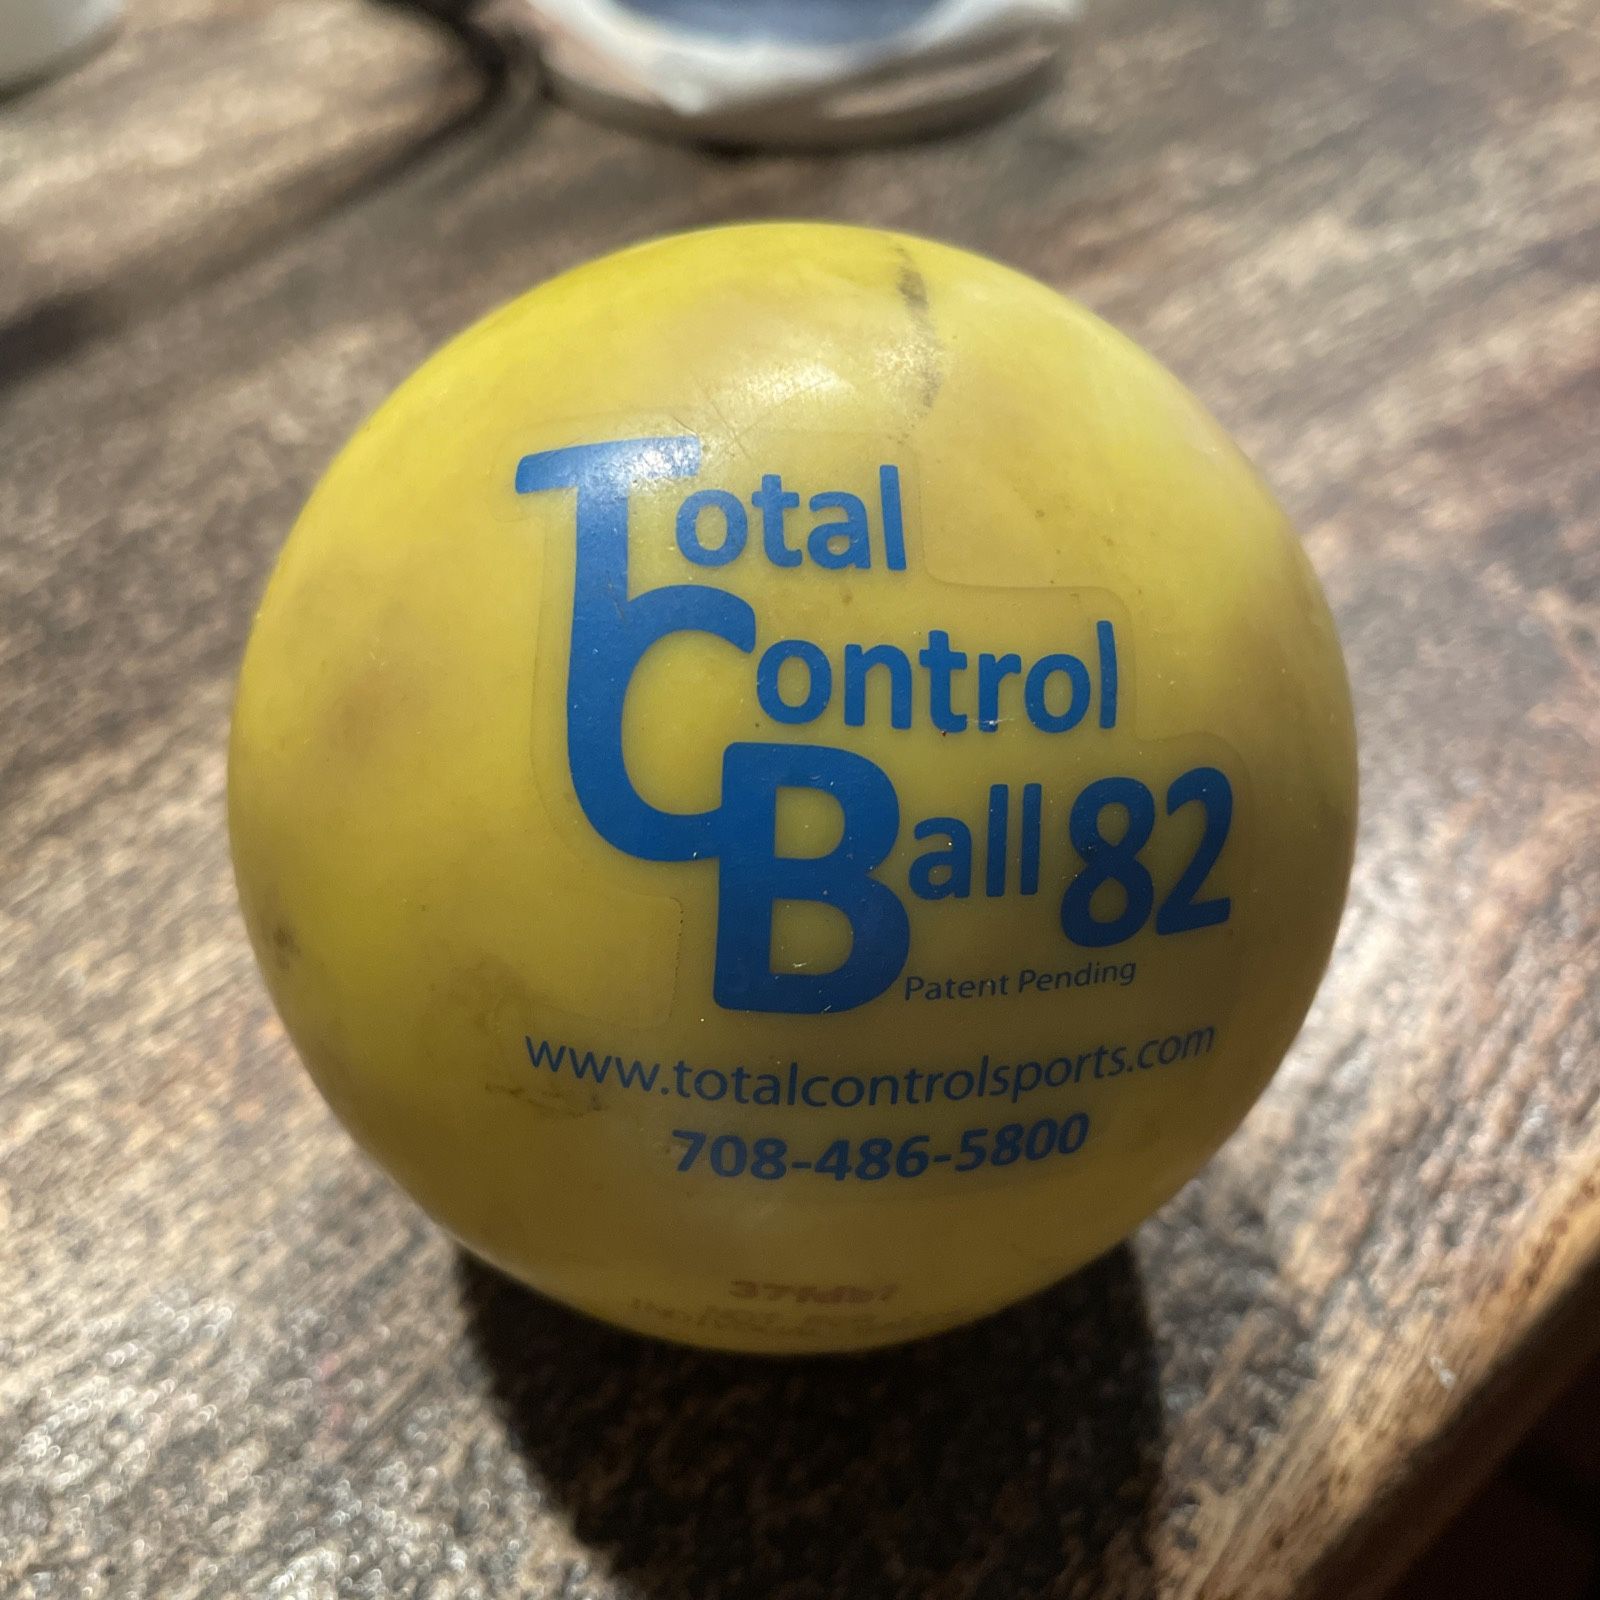 Total
Control
Ball 82
Patent Pending
www.totalcontrolsports.com
708-486-5800